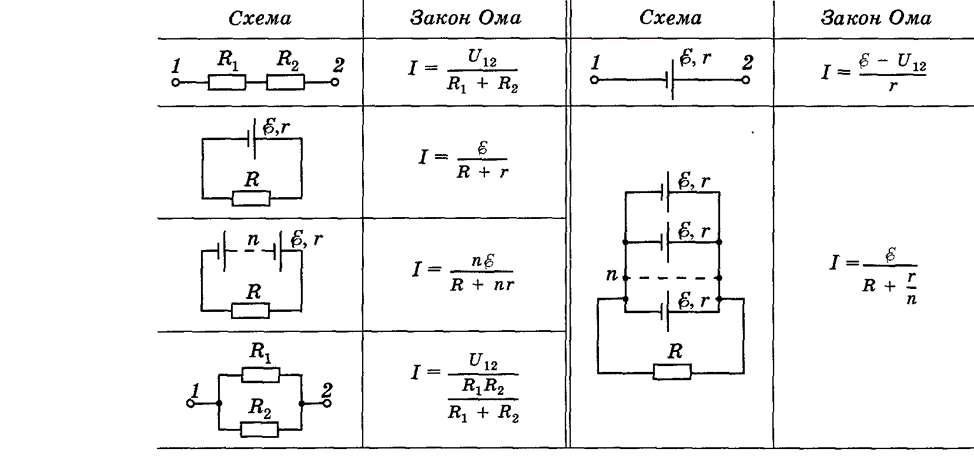 Схема Закон Ома Схема Закон Ома
1 R₁ R₂ 2 I = U₁₂ / (R₁ + R₂)
1 ℰ, r 2 I = (ℰ − U₁₂) / r
ℰ, r
R
I = ℰ / (R + r)
n ℰ, r
R
I = nℰ / (R + nr)
R₁
1 2
R₂
I = U₁₂ / (R₁R₂ / (R₁ + R₂))
ℰ, r
ℰ, r
n
ℰ, r
R
I = ℰ / (R + r/n)